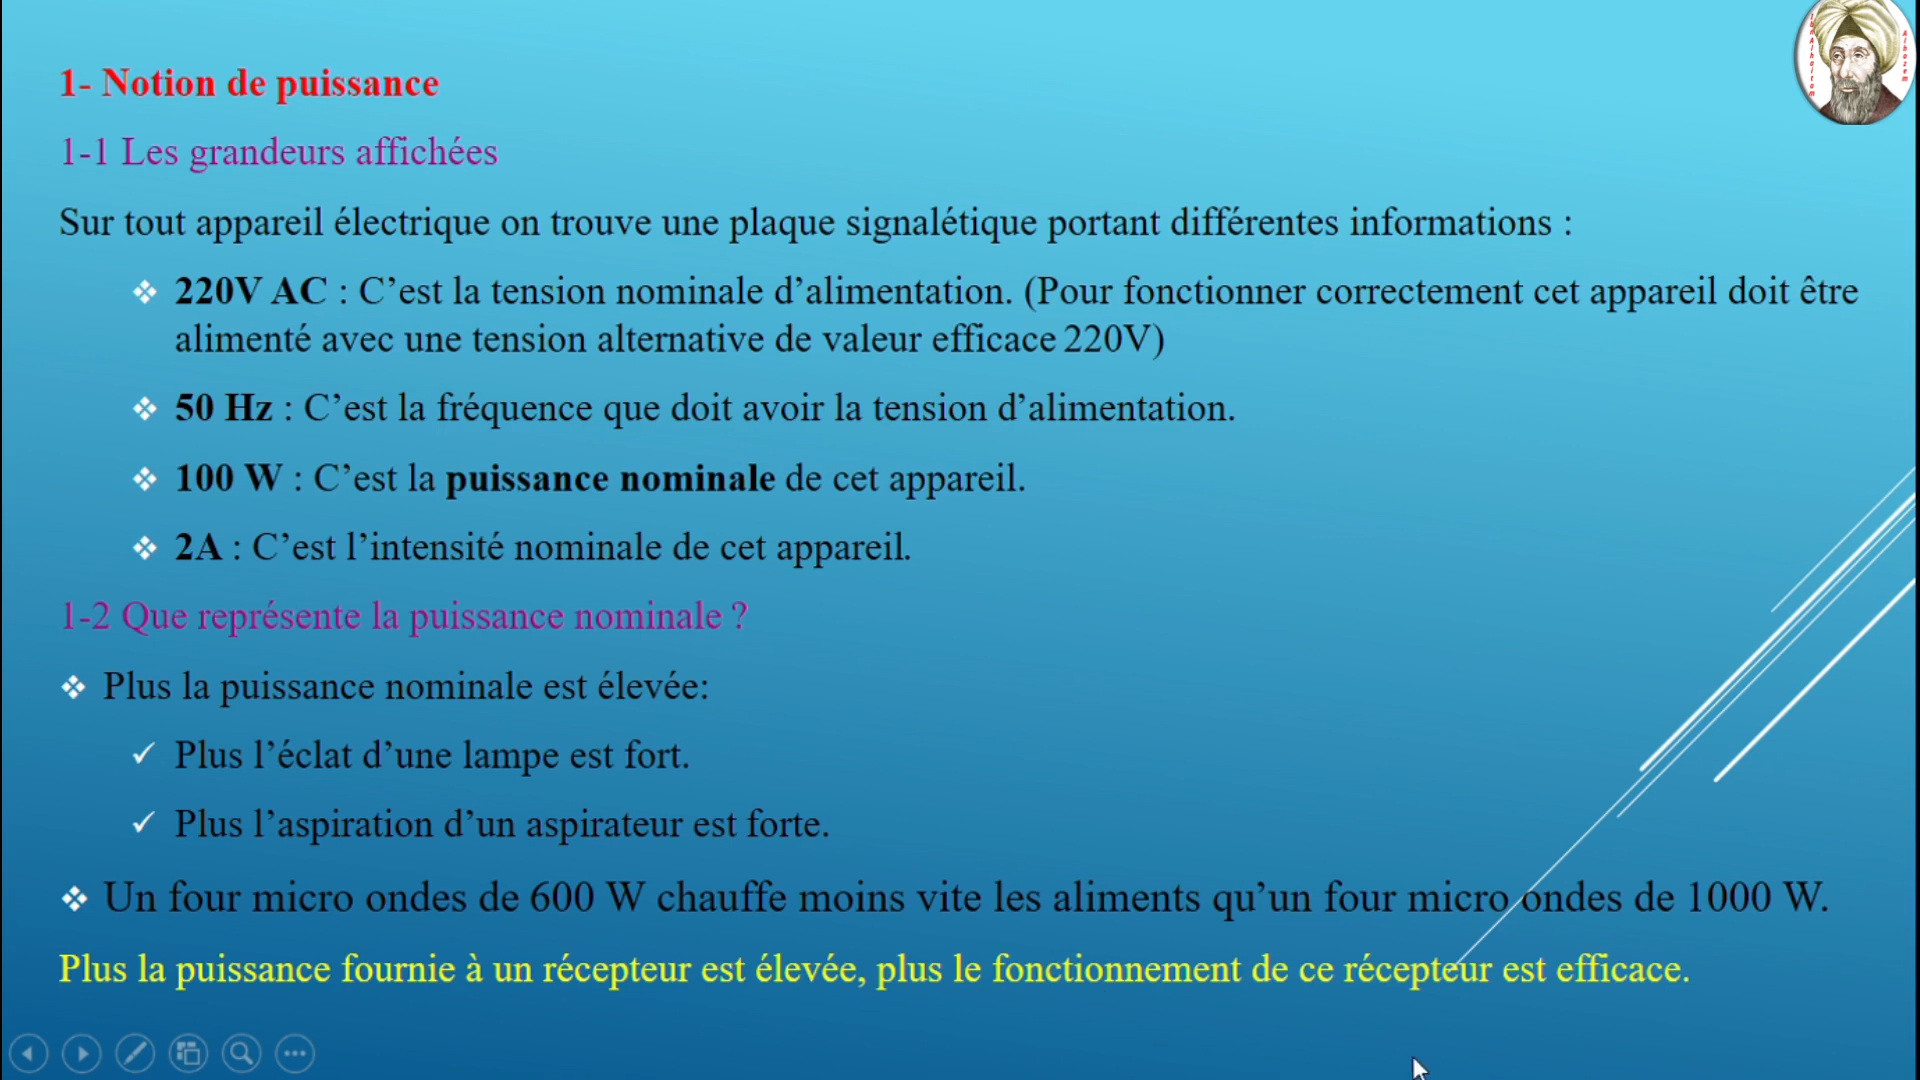 1- Notion de puissance
1-1 Les grandeurs affichées
Sur tout appareil électrique on trouve une plaque signalétique portant différentes informations :
220V AC : C’est la tension nominale d’alimentation. (Pour fonctionner correctement cet appareil doit être
alimenté avec une tension alternative de valeur efficace 220V)
50 Hz : C’est la fréquence que doit avoir la tension d’alimentation.
100 W : C’est la puissance nominale de cet appareil.
2A : C’est l’intensité nominale de cet appareil.
1-2 Que représente la puissance nominale ?
Plus la puissance nominale est élevée:
Plus l’éclat d’une lampe est fort.
Plus l’aspiration d’un aspirateur est forte.
Un four micro ondes de 600 W chauffe moins vite les aliments qu’un four micro ondes de 1000 W.
Plus la puissance fournie à un récepteur est élevée, plus le fonctionnement de ce récepteur est efficace.